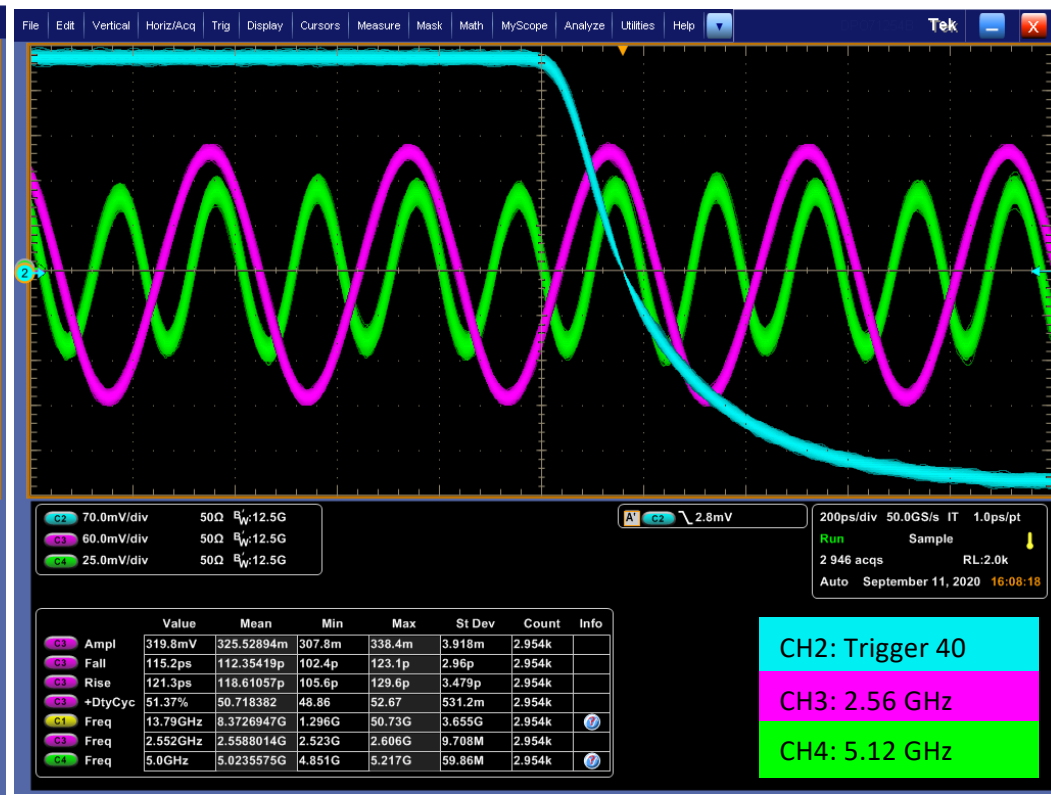 File Edit Vertical Horiz/Acq Trig Display Cursors Measure Mask Math MyScope Analyze Utilities Help Tek X
2
C2 70.0mV/div 50Ω B'W:12.5G
C3 60.0mV/div 50Ω B'W:12.5G
C4 25.0mV/div 50Ω B'W:12.5G
A' C2 2.8mV
200ps/div 50.0GS/s IT 1.0ps/pt
Run Sample
2 946 acqs RL:2.0k
Auto September 11, 2020 16:08:18
Value Mean Min Max St Dev Count Info
C3 Ampl 319.8mV 325.52894m 307.8m 338.4m 3.918m 2.954k
C3 Fall 115.2ps 112.35419p 102.4p 123.1p 2.96p 2.954k
C3 Rise 121.3ps 118.61057p 105.6p 129.6p 3.479p 2.954k
C3 +DtyCyc 51.37% 50.718382 48.86 52.67 531.2m 2.954k
C1 Freq 13.79GHz 8.3726947G 1.296G 50.73G 3.655G 2.954k
C3 Freq 2.552GHz 2.5588014G 2.523G 2.606G 9.708M 2.954k
C4 Freq 5.0GHz 5.0235575G 4.851G 5.217G 59.86M 2.954k
CH2: Trigger 40
CH3: 2.56 GHz
CH4: 5.12 GHz